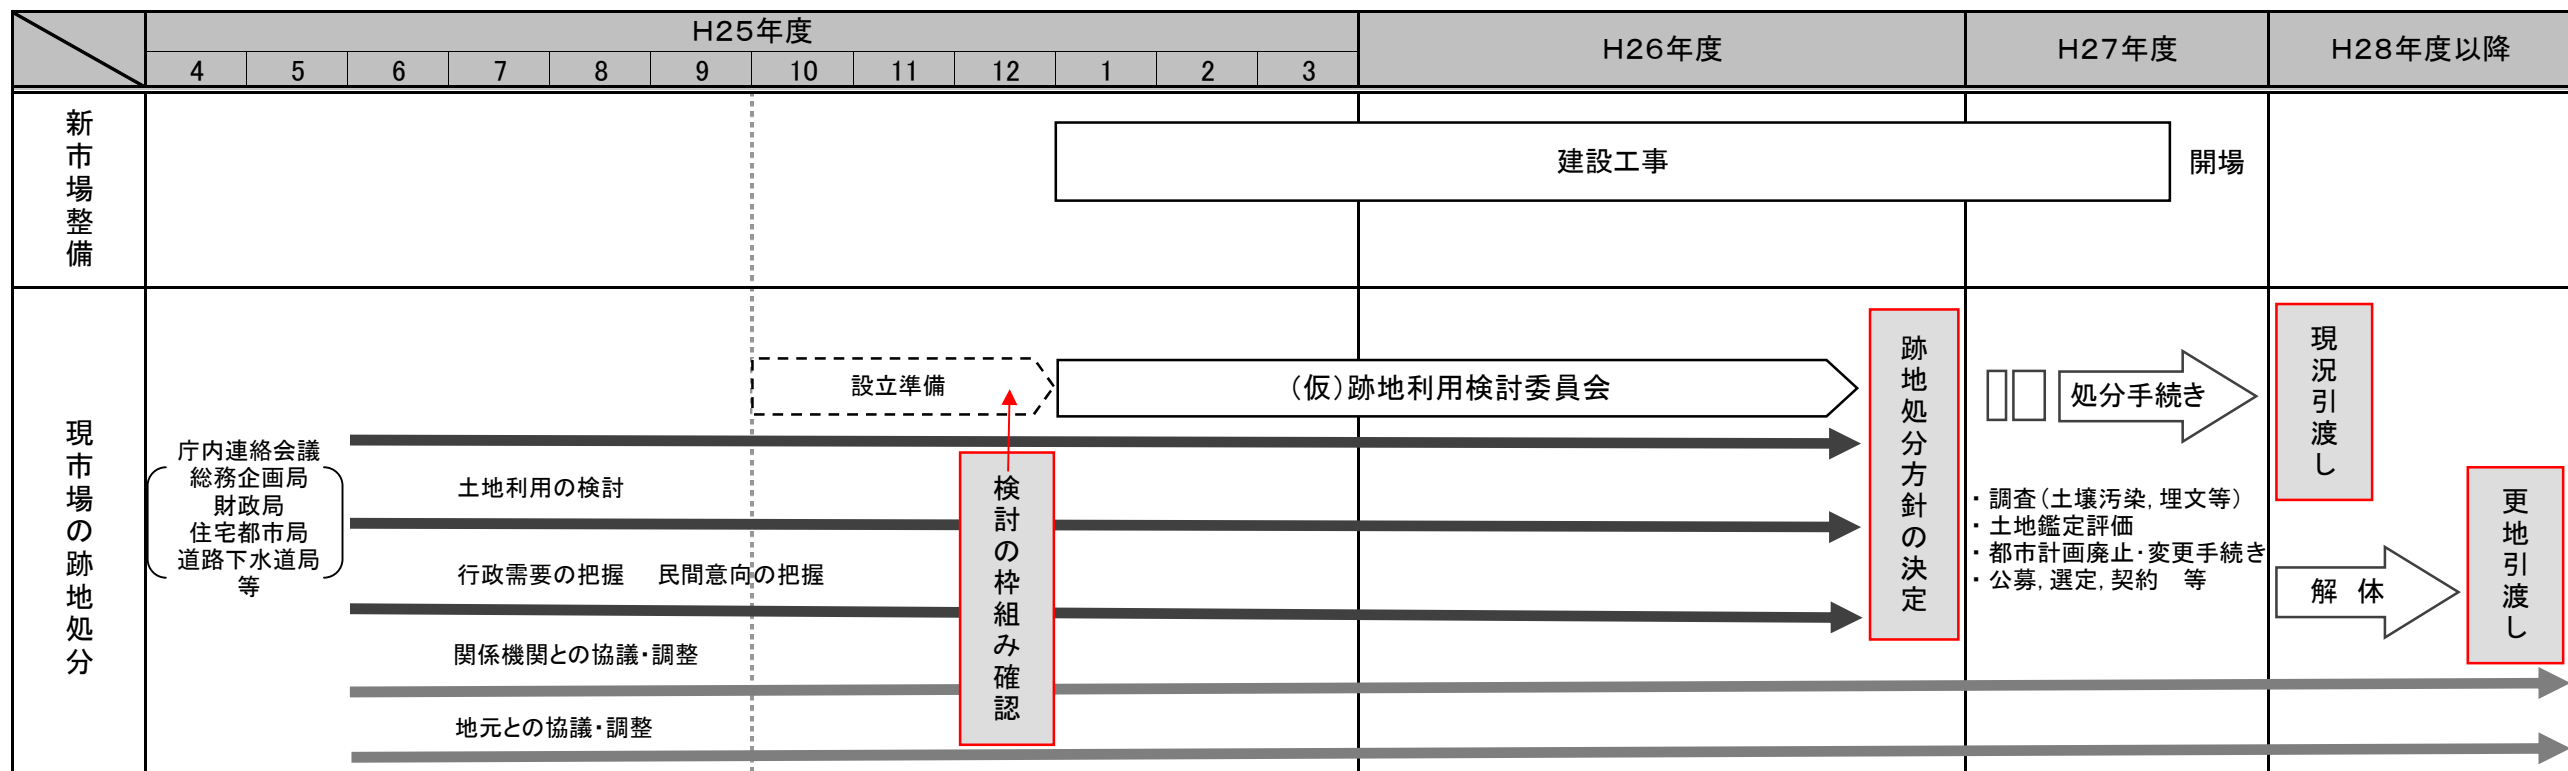 H25年度
H26年度
H27年度
H28年度以降
4 5 6 7 8 9 10 11 12 1 2 3
新市場整備
建設工事
開場
現市場の跡地処分
設立準備
(仮)跡地利用検討委員会
跡地処分方針の決定
処分手続き
現況引渡し
庁内連絡会議
総務企画局
財政局
住宅都市局
道路下水道局
等
土地利用の検討
検討の枠組み確認
・調査(土壌汚染,埋文等)
・土地鑑定評価
・都市計画廃止・変更手続き
・公募,選定,契約 等
更地引渡し
行政需要の把握 民間意向の把握
解 体
関係機関との協議・調整
地元との協議・調整